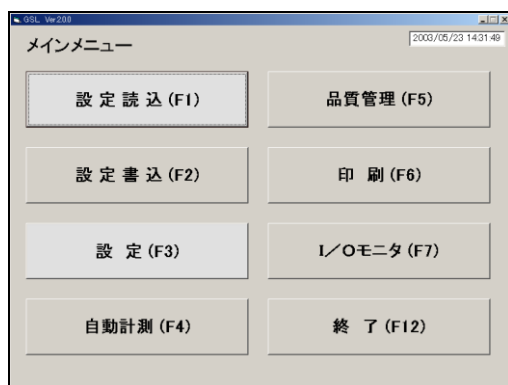 GSL Ver2.0.0
メインメニュー
2003/05/23 14:31:49
設 定 読 込 (F1)
品質管理 (F5)
設 定 書 込 (F2)
印 刷 (F6)
設 定 (F3)
I／Oモニタ (F7)
自動計測 (F4)
終 了 (F12)